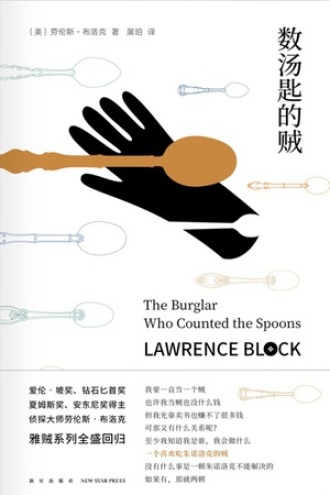 （美）劳伦斯·布洛克 著 屠珀 译
数汤匙的贼
The Burglar
Who Counted the Spoons
LAWRENCE BLOCK
爱伦·坡奖、钻石匕首奖
夏姆斯奖、安东尼奖得主
侦探大师劳伦斯·布洛克
雅贼系列全盛回归
新星出版社 NEW STAR PRESS
我要一直当一个贼
也许我当贼也没什么钱
但我光靠卖书也赚不了很多钱
可那又有什么关系呢？
至少我知道我是谁，我会做什么
一个喜欢吃朱诺洛克的贼
没有什么事是一顿朱诺洛克不能解决的
如果有，那就两顿